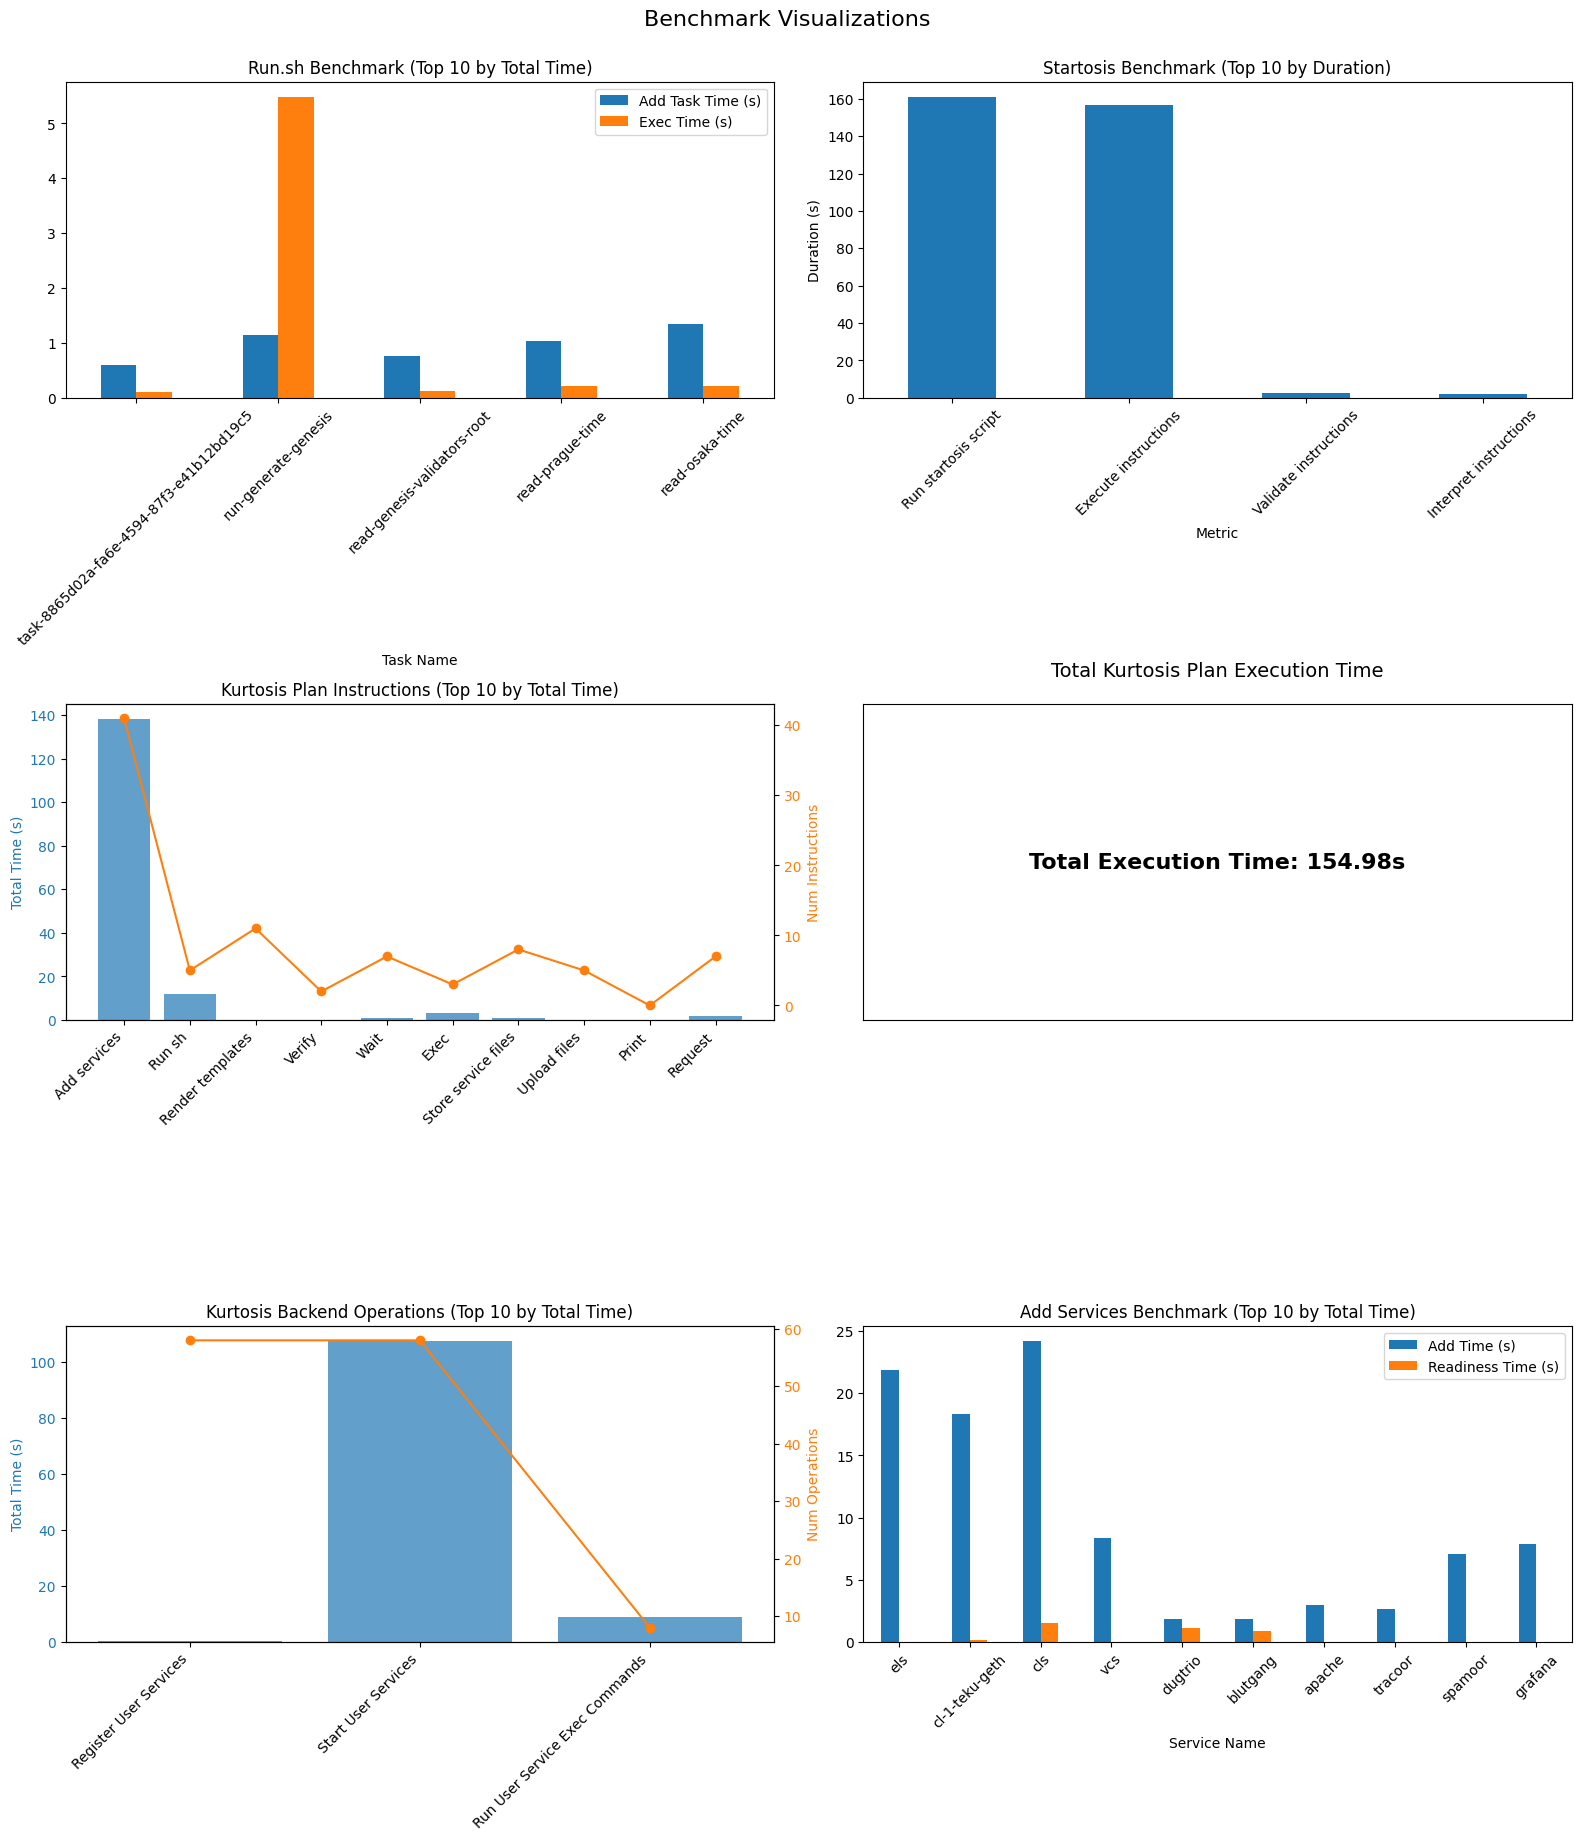 Benchmark Visualizations
Run.sh Benchmark (Top 10 by Total Time)
Add Task Time (s)
Exec Time (s)
5
4
3
2
1
0
task-8865d02a-fa6e-4594-87f3-e41b12bd19c5
run-generate-genesis
read-genesis-validators-root
read-prague-time
read-osaka-time
Task Name
Startosis Benchmark (Top 10 by Duration)
Duration (s)
160
140
120
100
80
60
40
20
0
Run startosis script
Execute instructions
Validate instructions
Interpret instructions
Metric
Kurtosis Plan Instructions (Top 10 by Total Time)
Total Time (s)
140
120
100
80
60
40
20
0
Num Instructions
40
30
20
10
0
Add services
Run sh
Render templates
Verify
Wait
Exec
Store service files
Upload files
Print
Request
Total Kurtosis Plan Execution Time
Total Execution Time: 154.98s
Kurtosis Backend Operations (Top 10 by Total Time)
Total Time (s)
100
80
60
40
20
0
Num Operations
60
50
40
30
20
10
Register User Services
Start User Services
Run User Service Exec Commands
Add Services Benchmark (Top 10 by Total Time)
Add Time (s)
Readiness Time (s)
25
20
15
10
5
0
els
cl-1-teku-geth
cls
vcs
dugtrio
blutgang
apache
tracoor
spamoor
grafana
Service Name